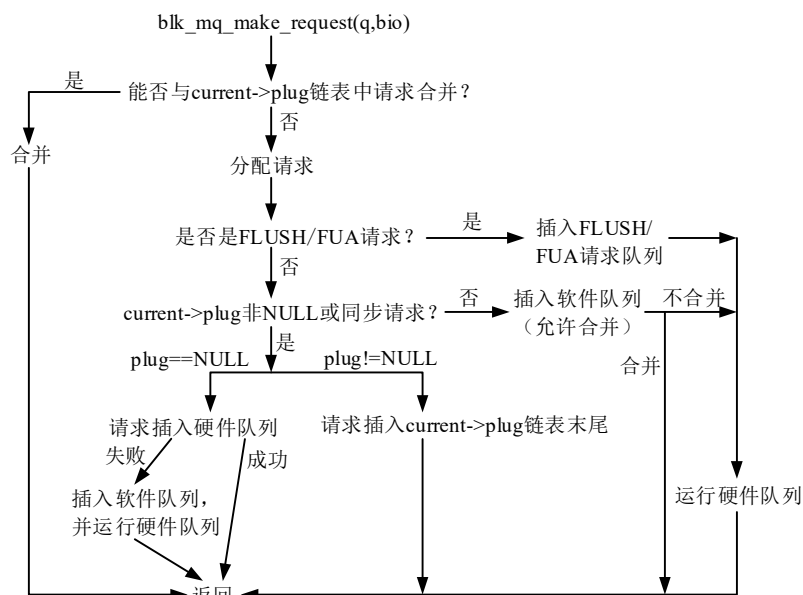 blk_mq_make_request(q,bio)
是
能否与current->plug链表中请求合并？
否
合并
分配请求
是否是FLUSH/FUA请求？
是
插入FLUSH/
FUA请求队列
否
current->plug非NULL或同步请求？
否
插入软件队列
（允许合并）
不合并
是
plug==NULL
plug!=NULL
合并
请求插入硬件队列
请求插入current->plug链表末尾
失败
成功
插入软件队列，
并运行硬件队列
运行硬件队列
返回